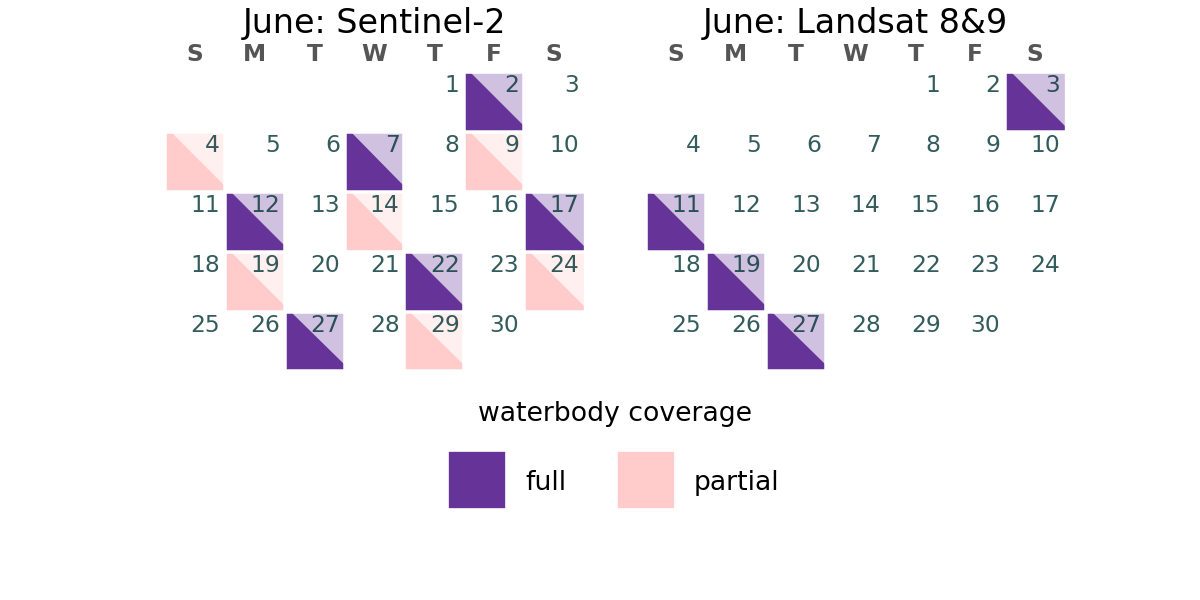 June: Sentinel-2
S M T W T F S
1 2 3
4 5 6 7 8 9 10
11 12 13 14 15 16 17
18 19 20 21 22 23 24
25 26 27 28 29 30
June: Landsat 8&9
S M T W T F S
1 2 3
4 5 6 7 8 9 10
11 12 13 14 15 16 17
18 19 20 21 22 23 24
25 26 27 28 29 30
waterbody coverage
full partial